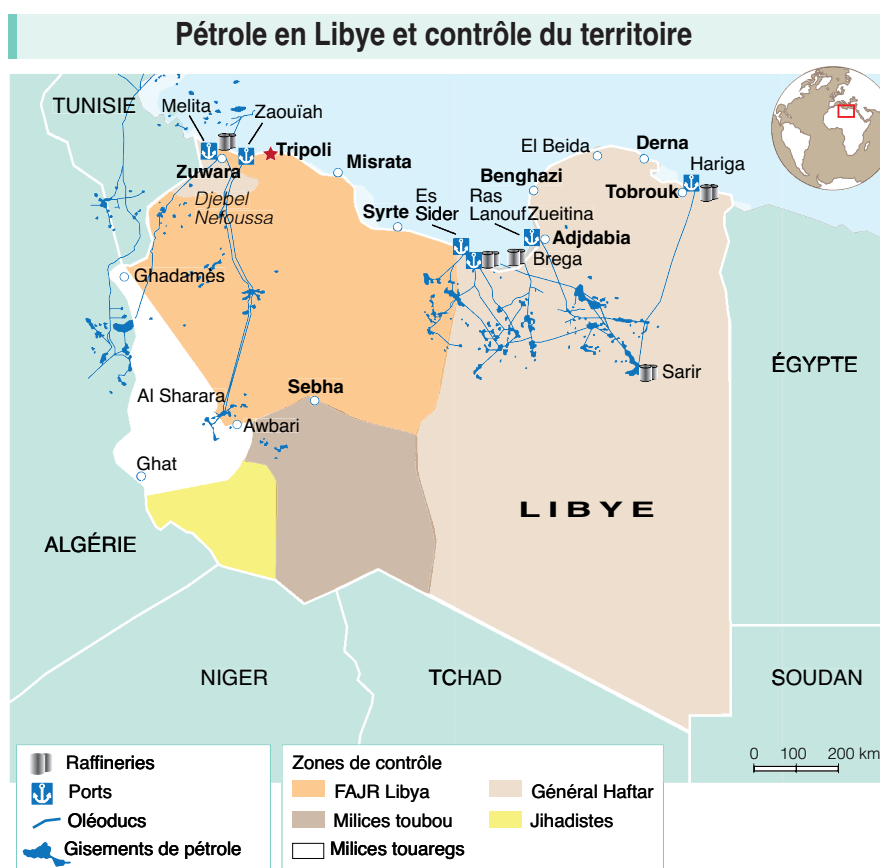 Pétrole en Libye et contrôle du territoire
TUNISIE
Melita
Zaouïah
Tripoli
Zuwara
Misrata
Djebel
Nefoussa
Syrte
Es
Sider
Ras
Lanouf
Zueitina
Benghazi
El Beida
Derna
Hariga
Tobrouk
Adjdabia
Brega
Ghadamès
Sarir
ÉGYPTE
Al Sharara
Sebha
Awbari
Ghat
LIBYE
ALGÉRIE
NIGER
TCHAD
SOUDAN
0 100 200 km
Raffineries
Ports
Oléoducs
Gisements de pétrole
Zones de contrôle
FAJR Libya
Général Haftar
Milices toubou
Jihadistes
Milices touaregs